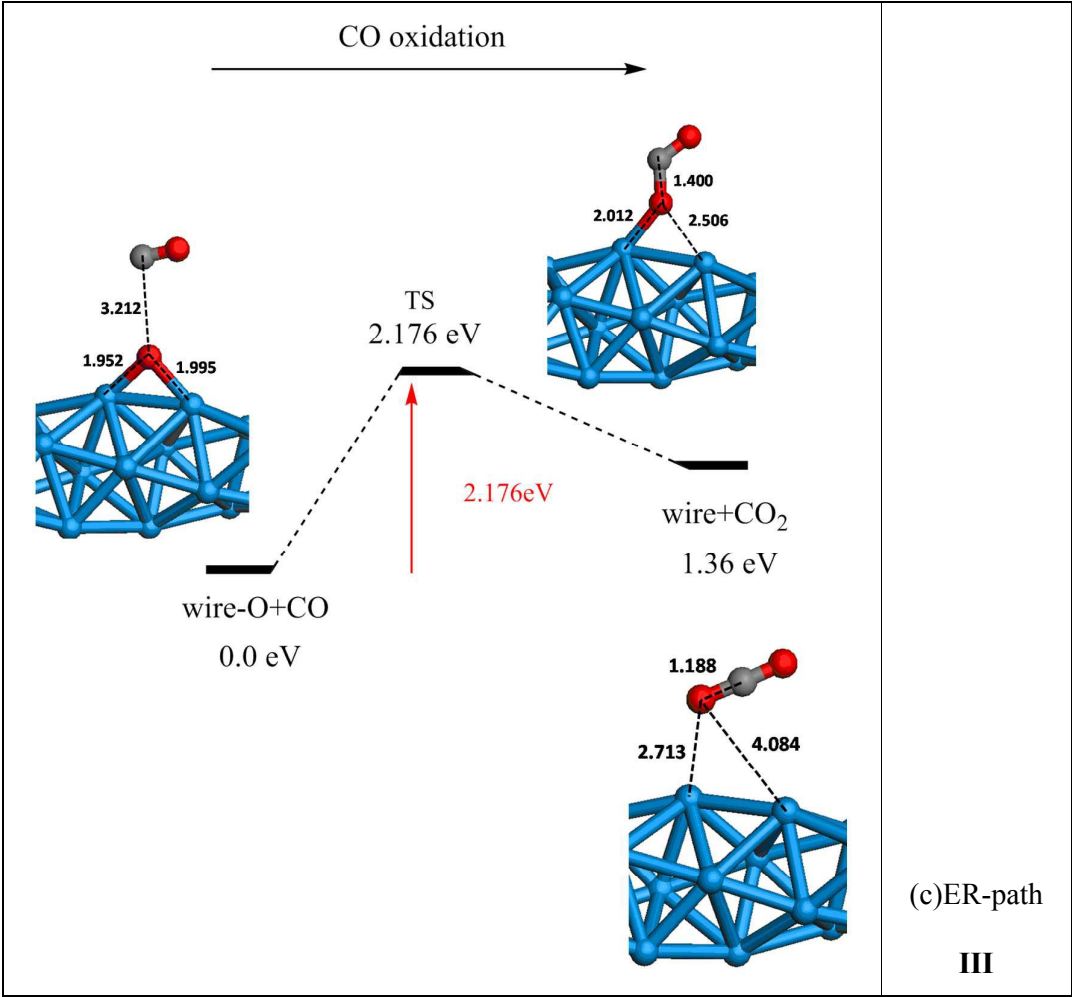 CO oxidation
1.400
2.012
2.506
3.212
1.952
1.995
TS
2.176 eV
2.176eV
wire+CO₂
1.36 eV
wire-O+CO
0.0 eV
1.188
2.713
4.084
(c)ER-path
III